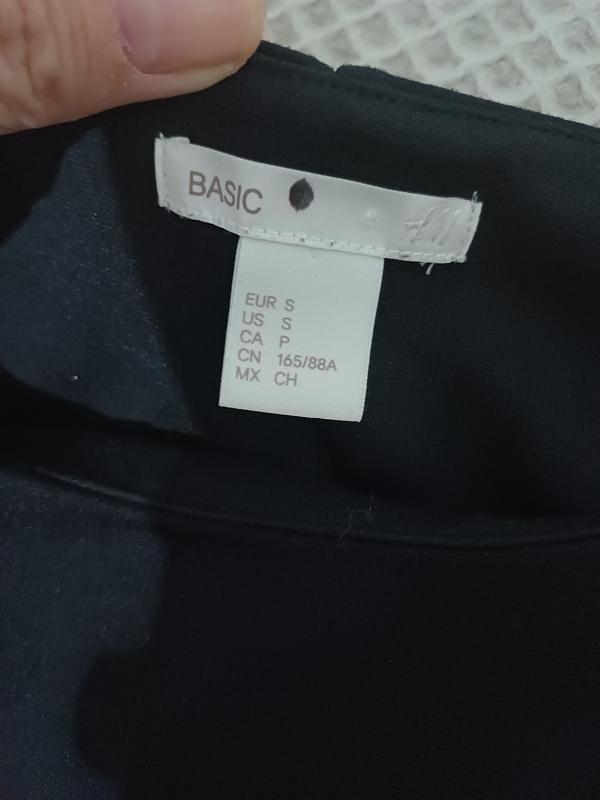 BASIC
EUR S
US S
CA P
CN 165/88A
MX CH